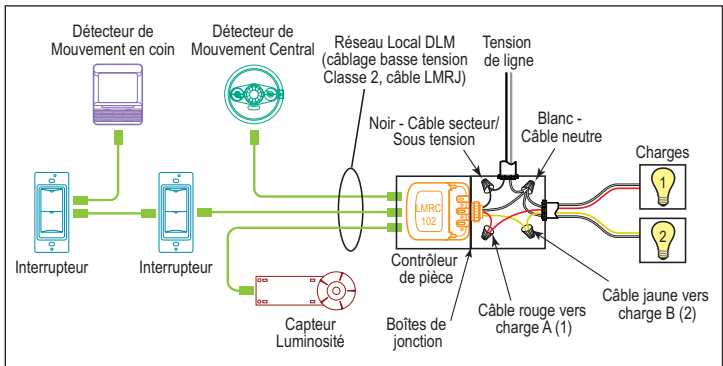 Détecteur de
Mouvement en coin
Détecteur de
Mouvement Central
Réseau Local DLM
(câblage basse tension
Classe 2, câble LMRJ)
Tension
de ligne
Noir - Câble secteur/
Sous tension
Blanc -
Câble neutre
Charges
1
2
LMRC
102
Interrupteur
Interrupteur
Contrôleur
de pièce
Capteur
Luminosité
Boîtes de
jonction
Câble rouge vers
charge A (1)
Câble jaune vers
charge B (2)